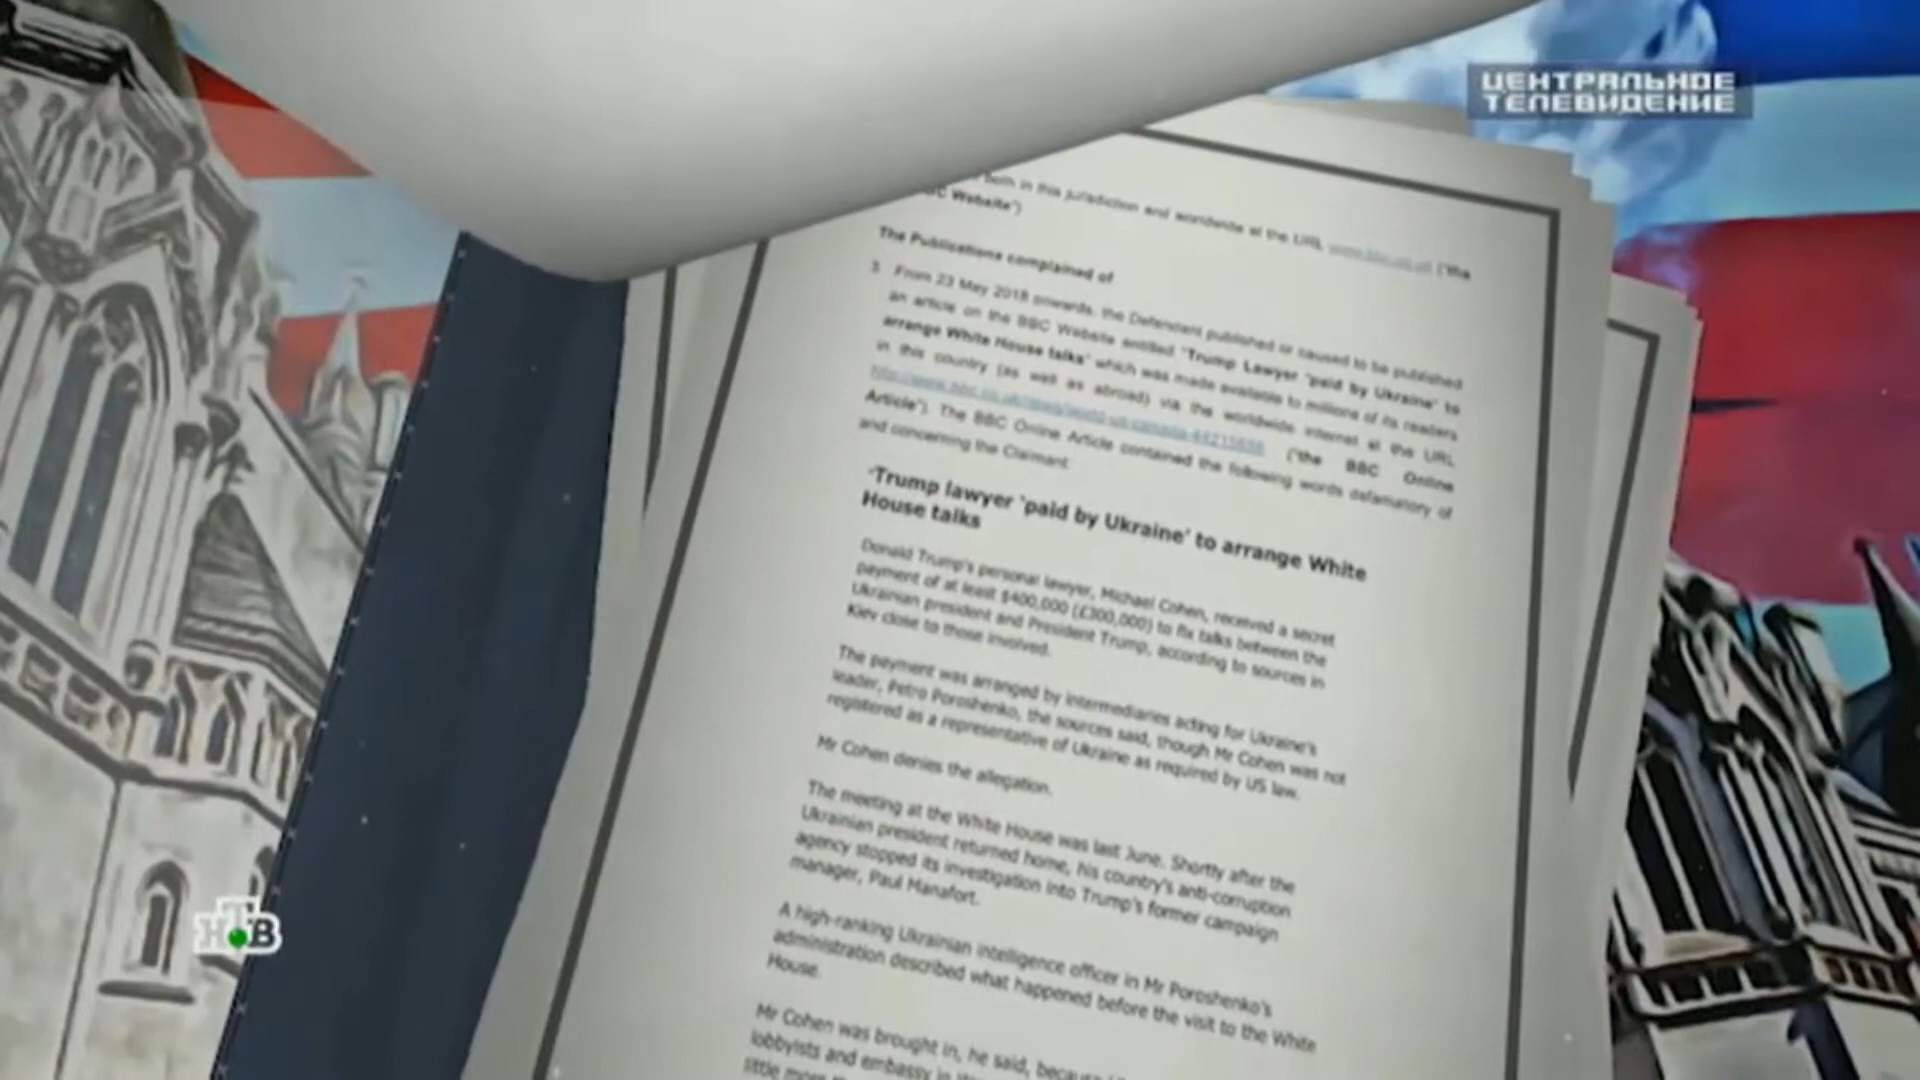 ЦЕНТРАЛЬНОЕ
ТЕЛЕВИДЕНИЕ
both in this jurisdiction and worldwide at the URL www.bbc.co.uk ("the
BC Website")
The Publications complained of
3 From 23 May 2018 onwards, the Defendant published or caused to be published
an article on the BBC Website entitled "Trump Lawyer 'paid by Ukraine' to
arrange White House talks" which was made available to millions of its readers
in this country (as well as abroad) via the worldwide internet at the URL
("the BBC Online
Article"). The BBC Online Article contained the following words defamatory of
and concerning the Claimant:
"Trump lawyer 'paid by Ukraine' to arrange White
House talks
Donald Trump's personal lawyer, Michael Cohen, received a secret
payment of at least $400,000 (£300,000) to fix talks between the
Ukrainian president and President Trump, according to sources in
Kiev close to those involved.
The payment was arranged by intermediaries acting for Ukraine's
leader, Petro Poroshenko, the sources said, though Mr Cohen was not
registered as a representative of Ukraine as required by US law.
Mr Cohen denies the allegation.
The meeting at the White House was last June. Shortly after the
Ukrainian president returned home, his country's anti-corruption
agency stopped its investigation into Trump's former campaign
manager, Paul Manafort.
A high-ranking Ukrainian intelligence officer in Mr Poroshenko's
administration described what happened before the visit to the White
House.
Mr Cohen was brought in, he said, because
lobbyists and embassy in
little more
НТВ